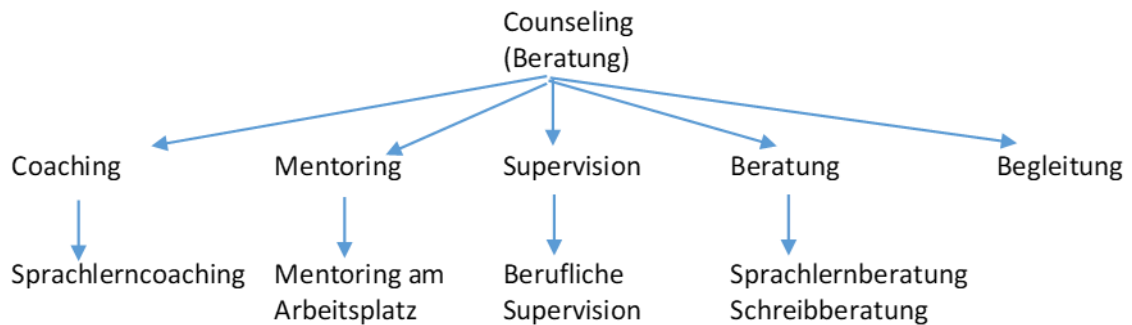 Counseling
(Beratung)
Coaching
Mentoring
Supervision
Beratung
Begleitung
Sprachlerncoaching
Mentoring am
Arbeitsplatz
Berufliche
Supervision
Sprachlernberatung
Schreibberatung